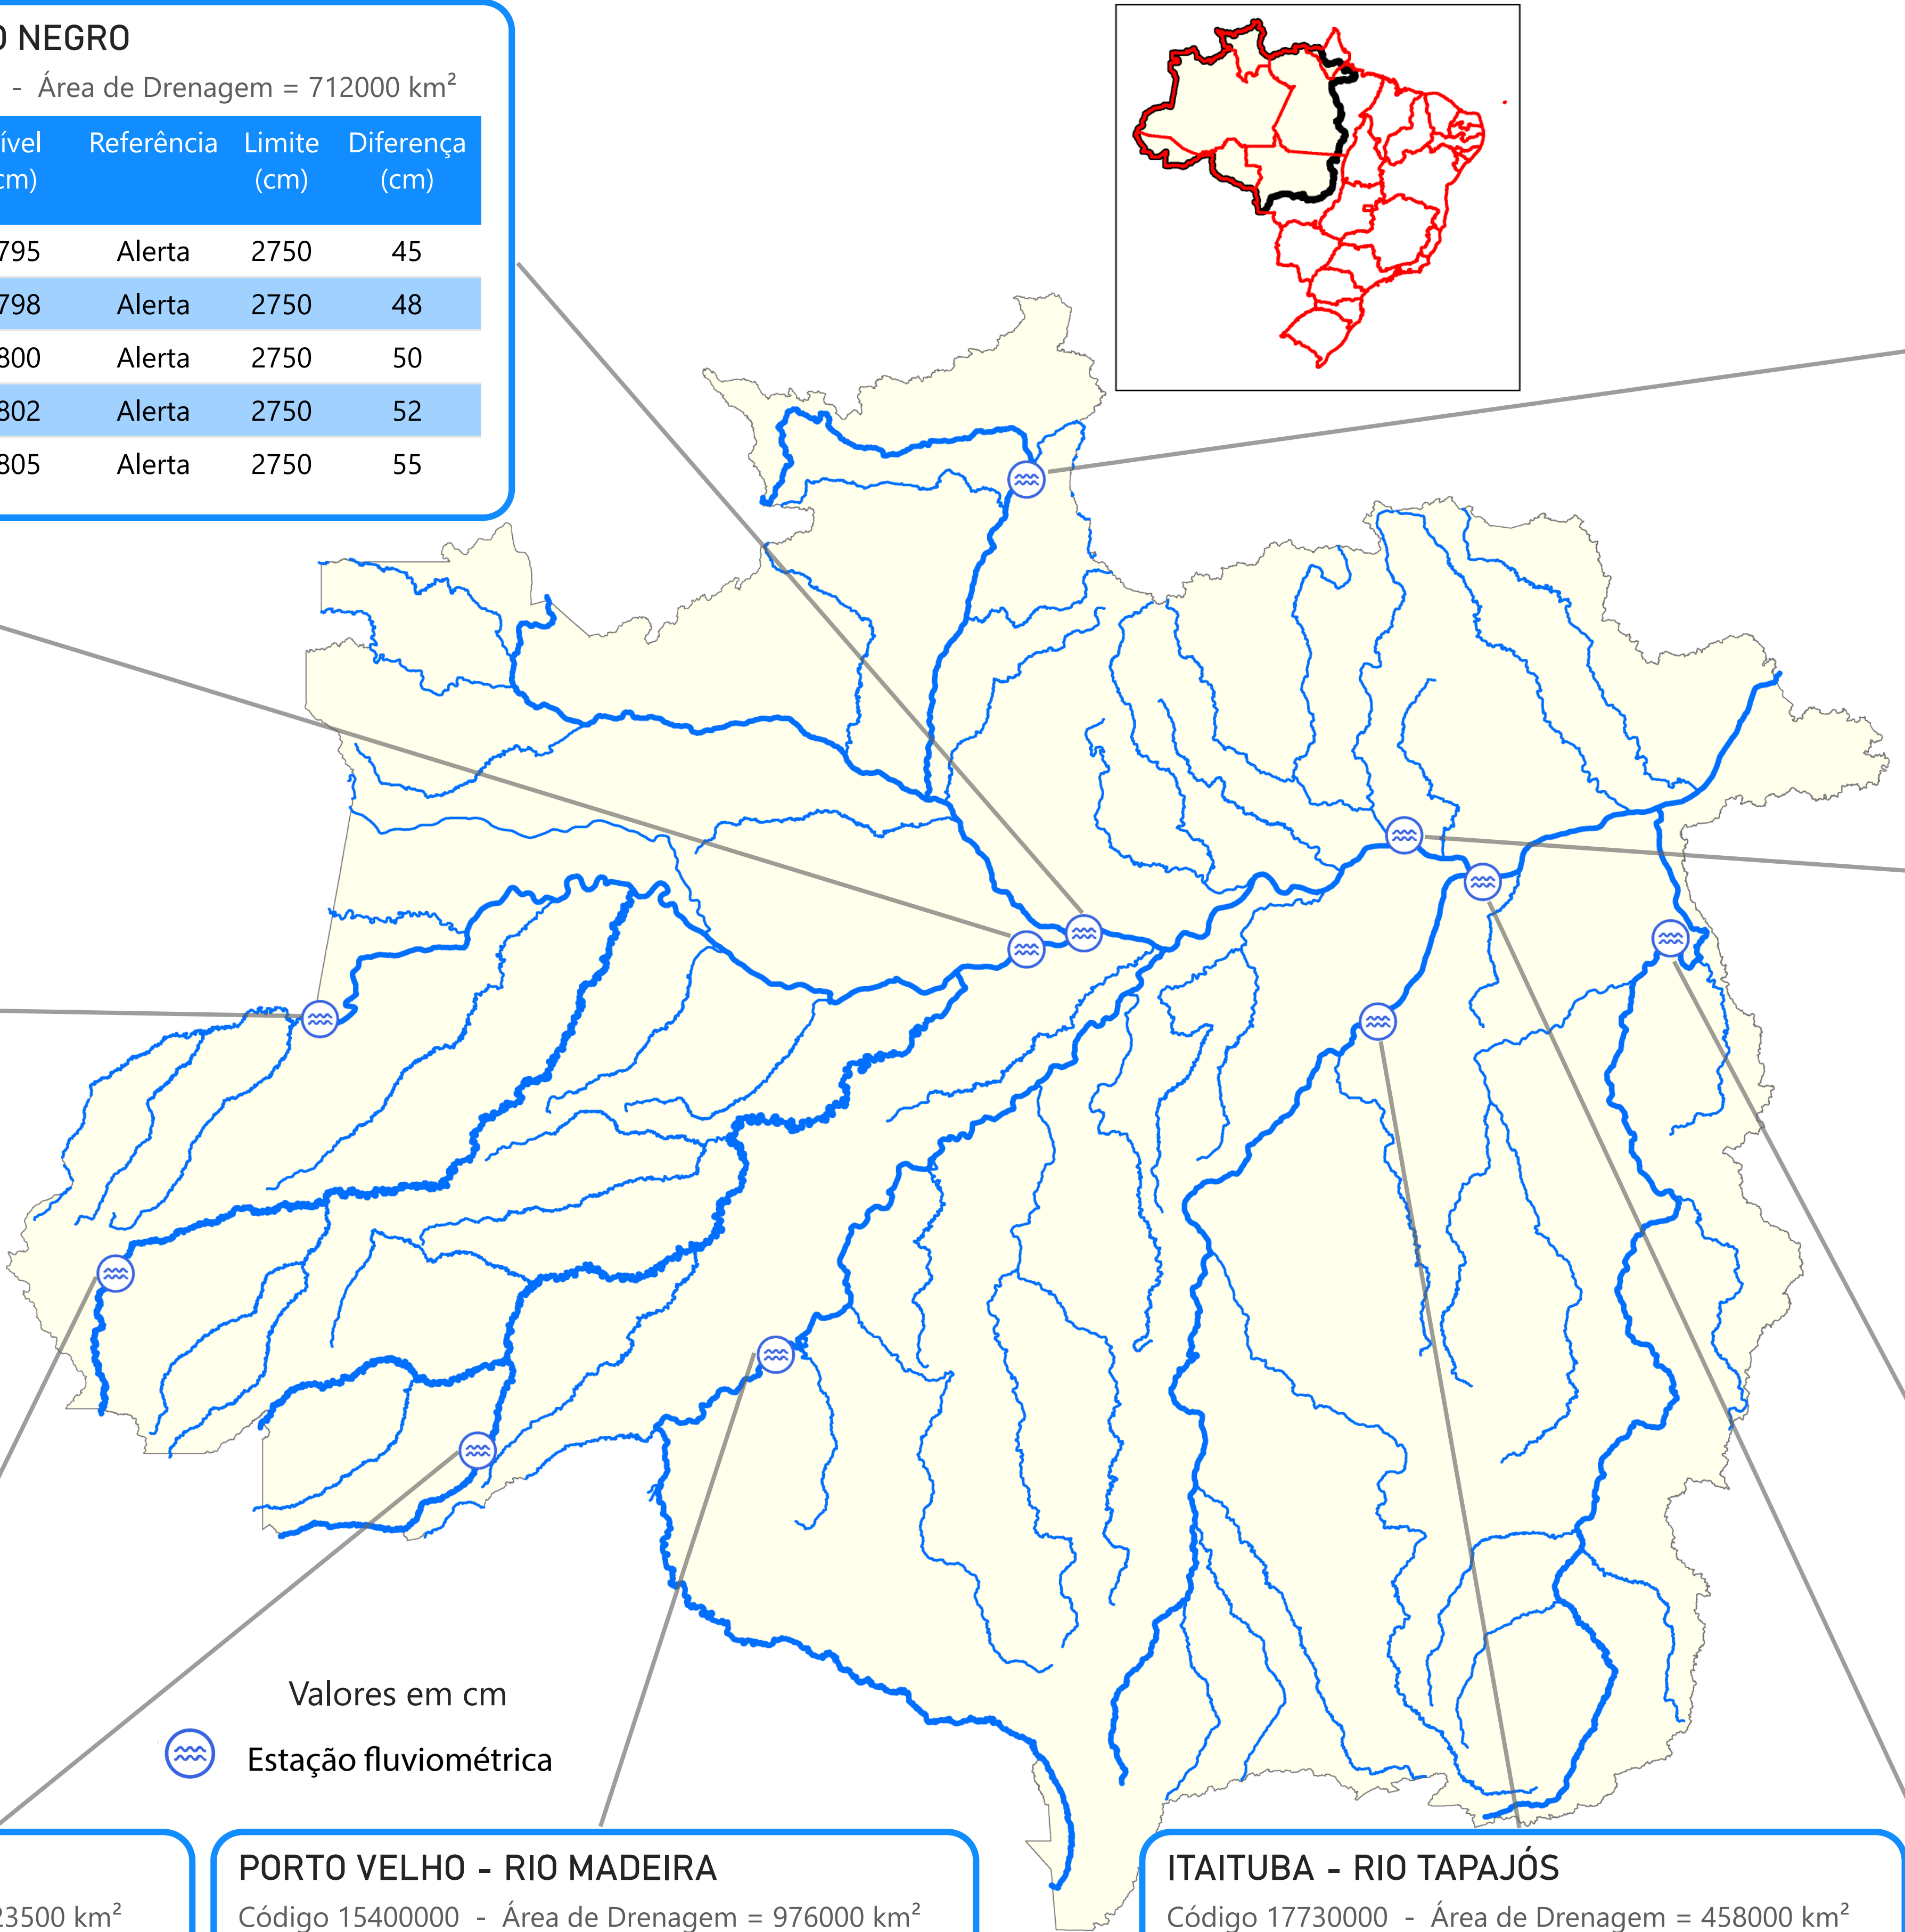 NEGRO
- Área de Drenagem = 712000 km²
Referência Limite Diferença
(cm) (cm)
Alerta 2750 45
Alerta 2750 48
Alerta 2750 50
Alerta 2750 52
Alerta 2750 55
Valores em cm
Estação fluviométrica
km²
PORTO VELHO - RIO MADEIRA
Código 15400000 - Área de Drenagem = 976000 km²
ITAITUBA - RIO TAPAJÓS
Código 17730000 - Área de Drenagem = 458000 km²